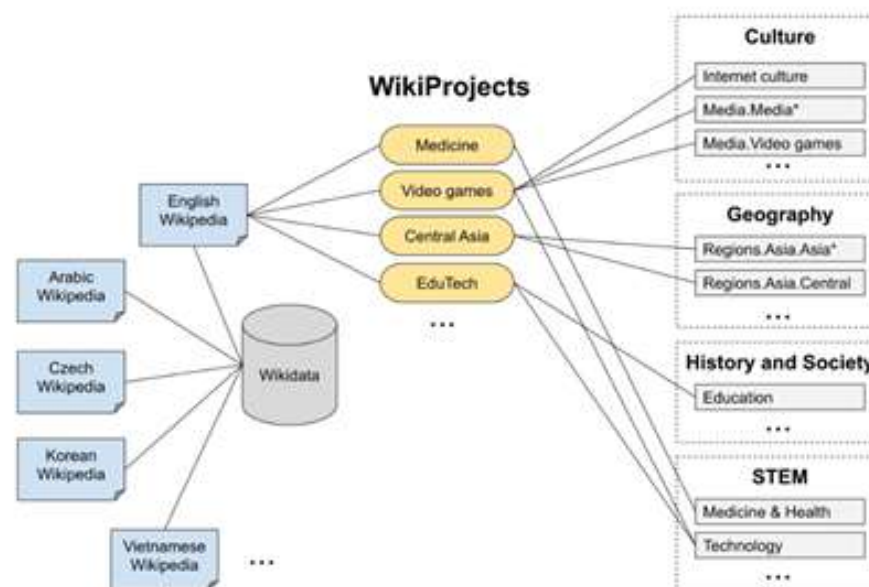 WikiProjects
English
Wikipedia
Arabic
Wikipedia
Czech
Wikipedia
Korean
Wikipedia
Vietnamese
Wikipedia
...
Wikidata
Medicine
Video games
Central Asia
EduTech
...
Culture
Internet culture
Media.Media*
Media.Video games
...
Geography
Regions.Asia.Asia*
Regions.Asia.Central
...
History and Society
Education
...
STEM
Medicine & Health
Technology
...